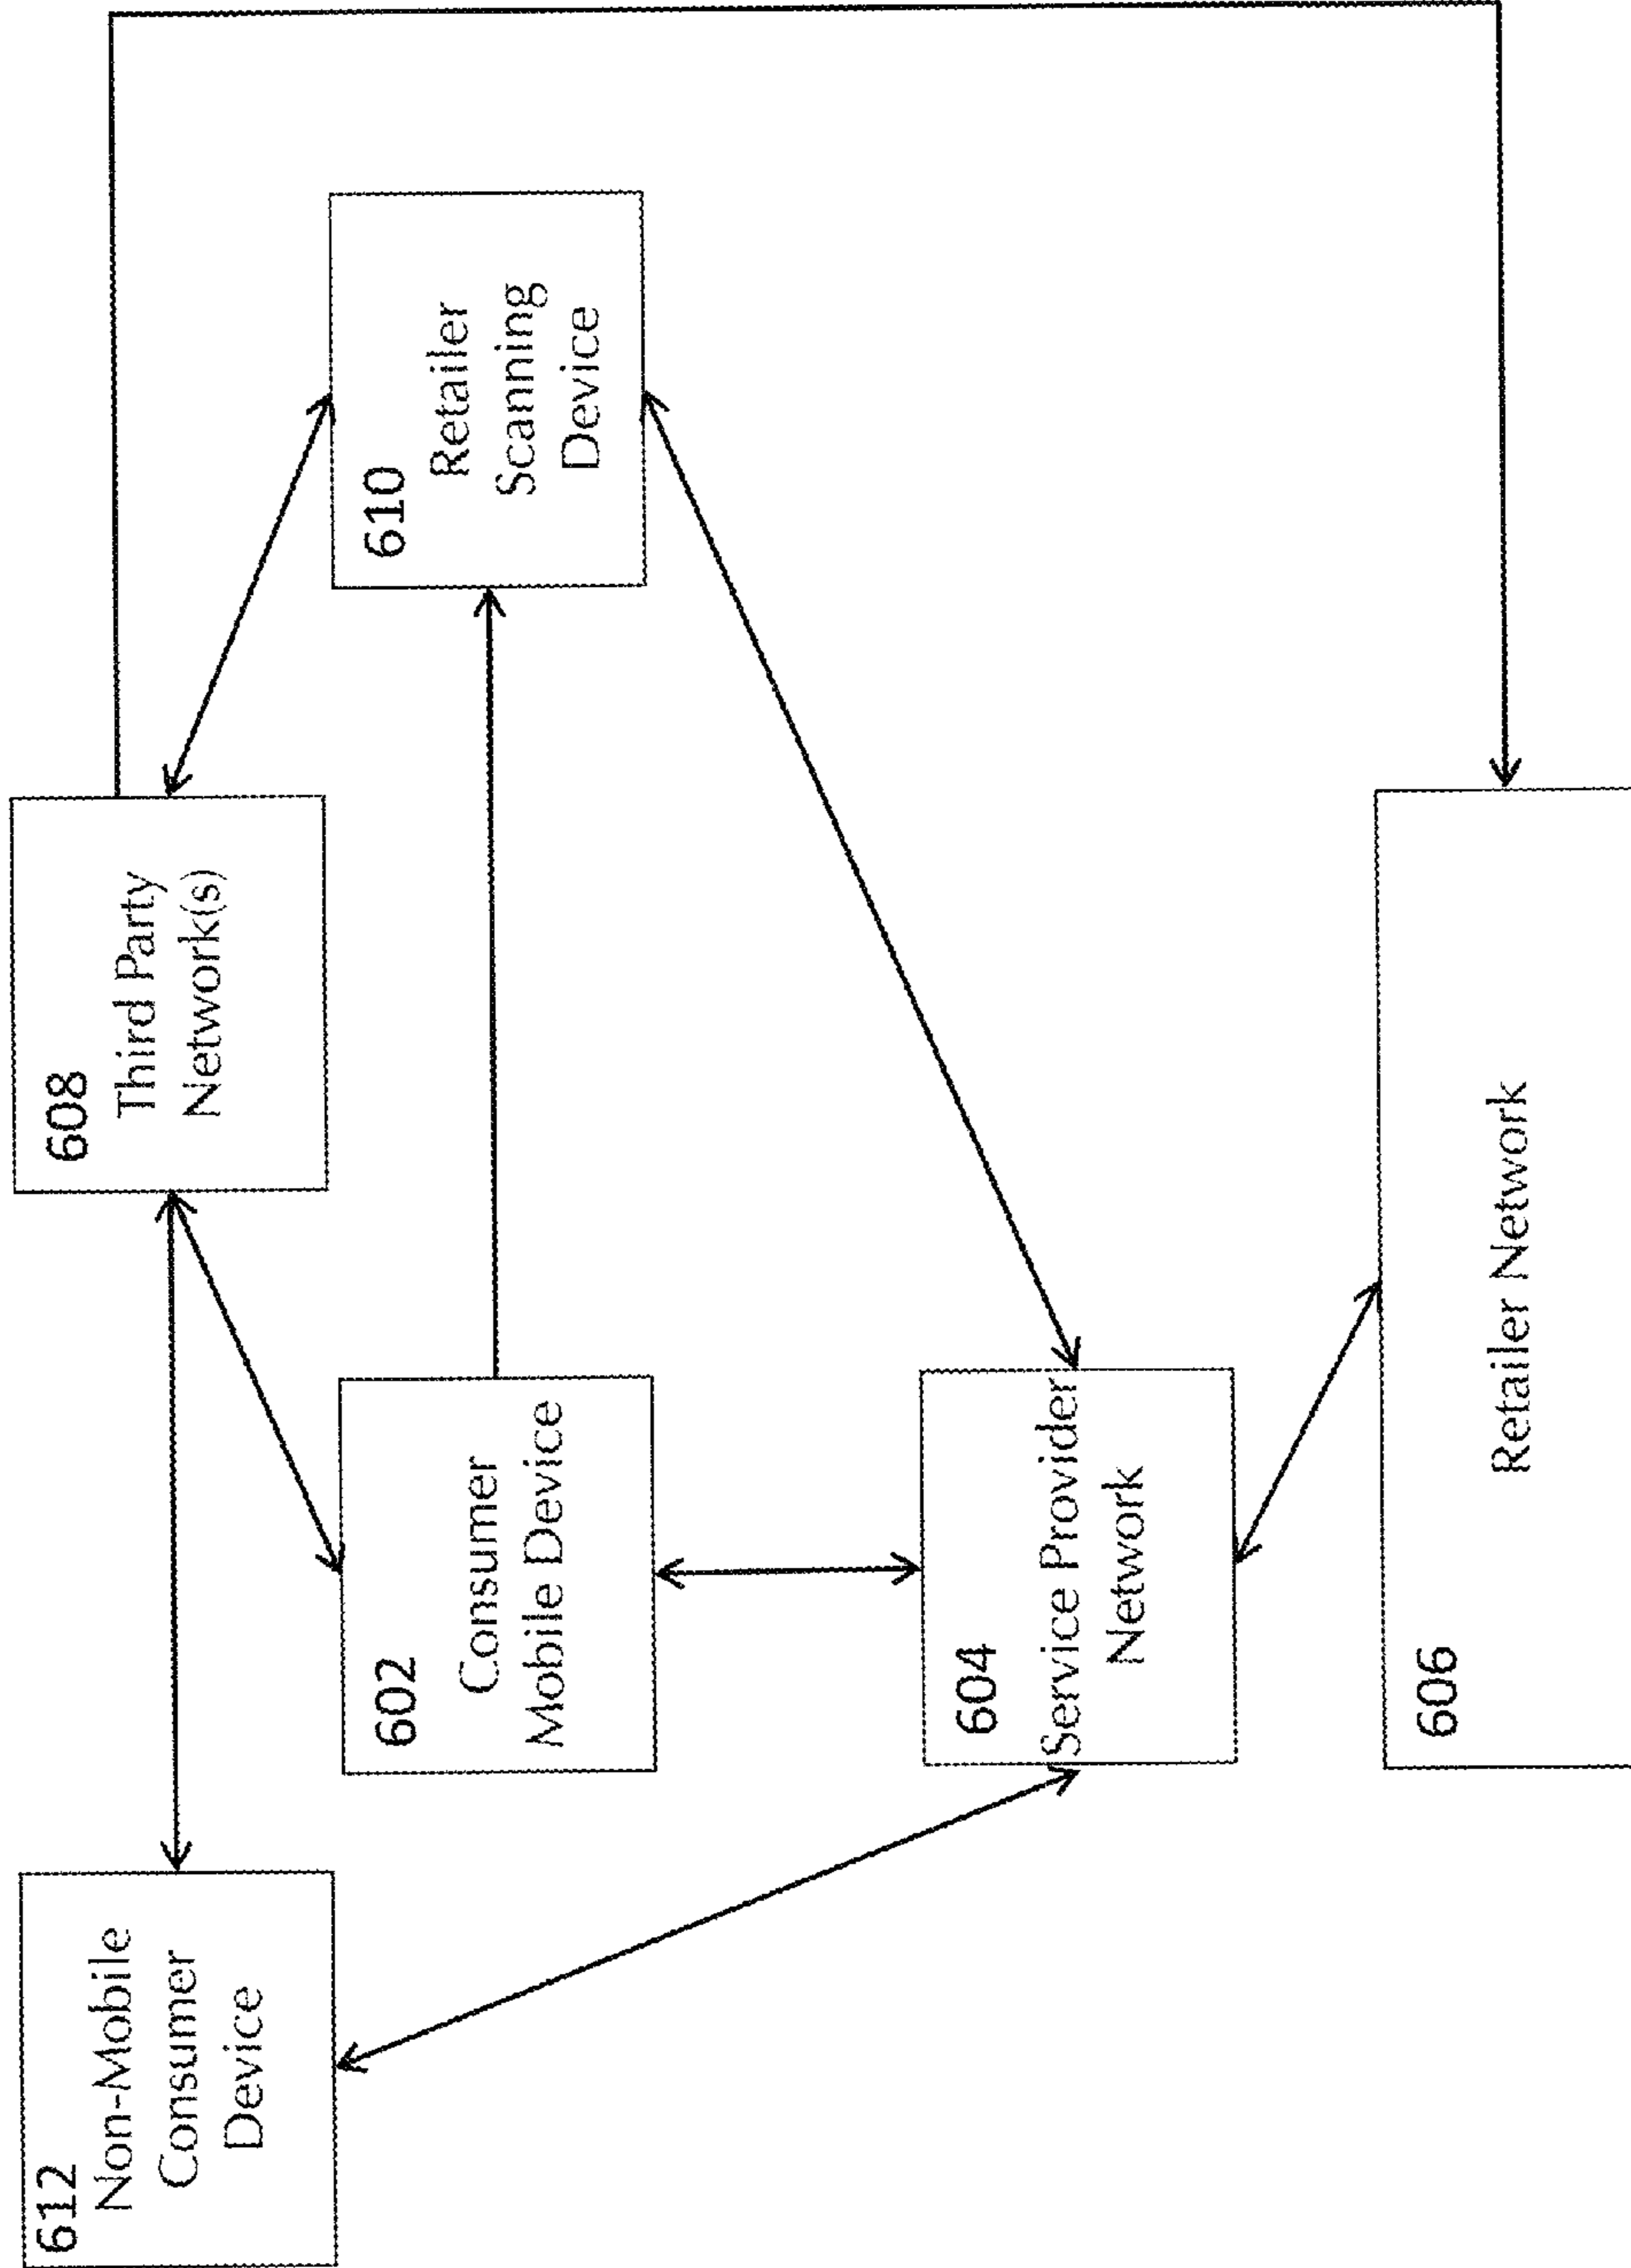 612
Non-Mobile
Consumer
Device
608
Third Party
Network(s)
602
Consumer
Mobile Device
610
Retailer
Scanning
Device
604
Service Provider
Network
606
Retailer Network